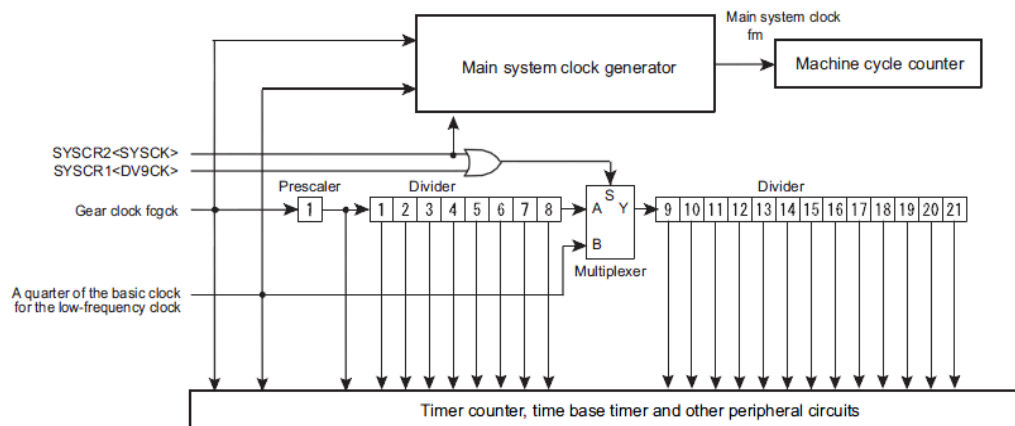 Main system clock
fm
Main system clock generator
Machine cycle counter
SYSCR2<SYSCK>
SYSCR1<DV9CK>
Prescaler
Divider
Divider
Gear clock fcgck
1
1 2 3 4 5 6 7 8
S
A Y
B
9 10 11 12 13 14 15 16 17 18 19 20 21
Multiplexer
A quarter of the basic clock
for the low-frequency clock
Timer counter, time base timer and other peripheral circuits